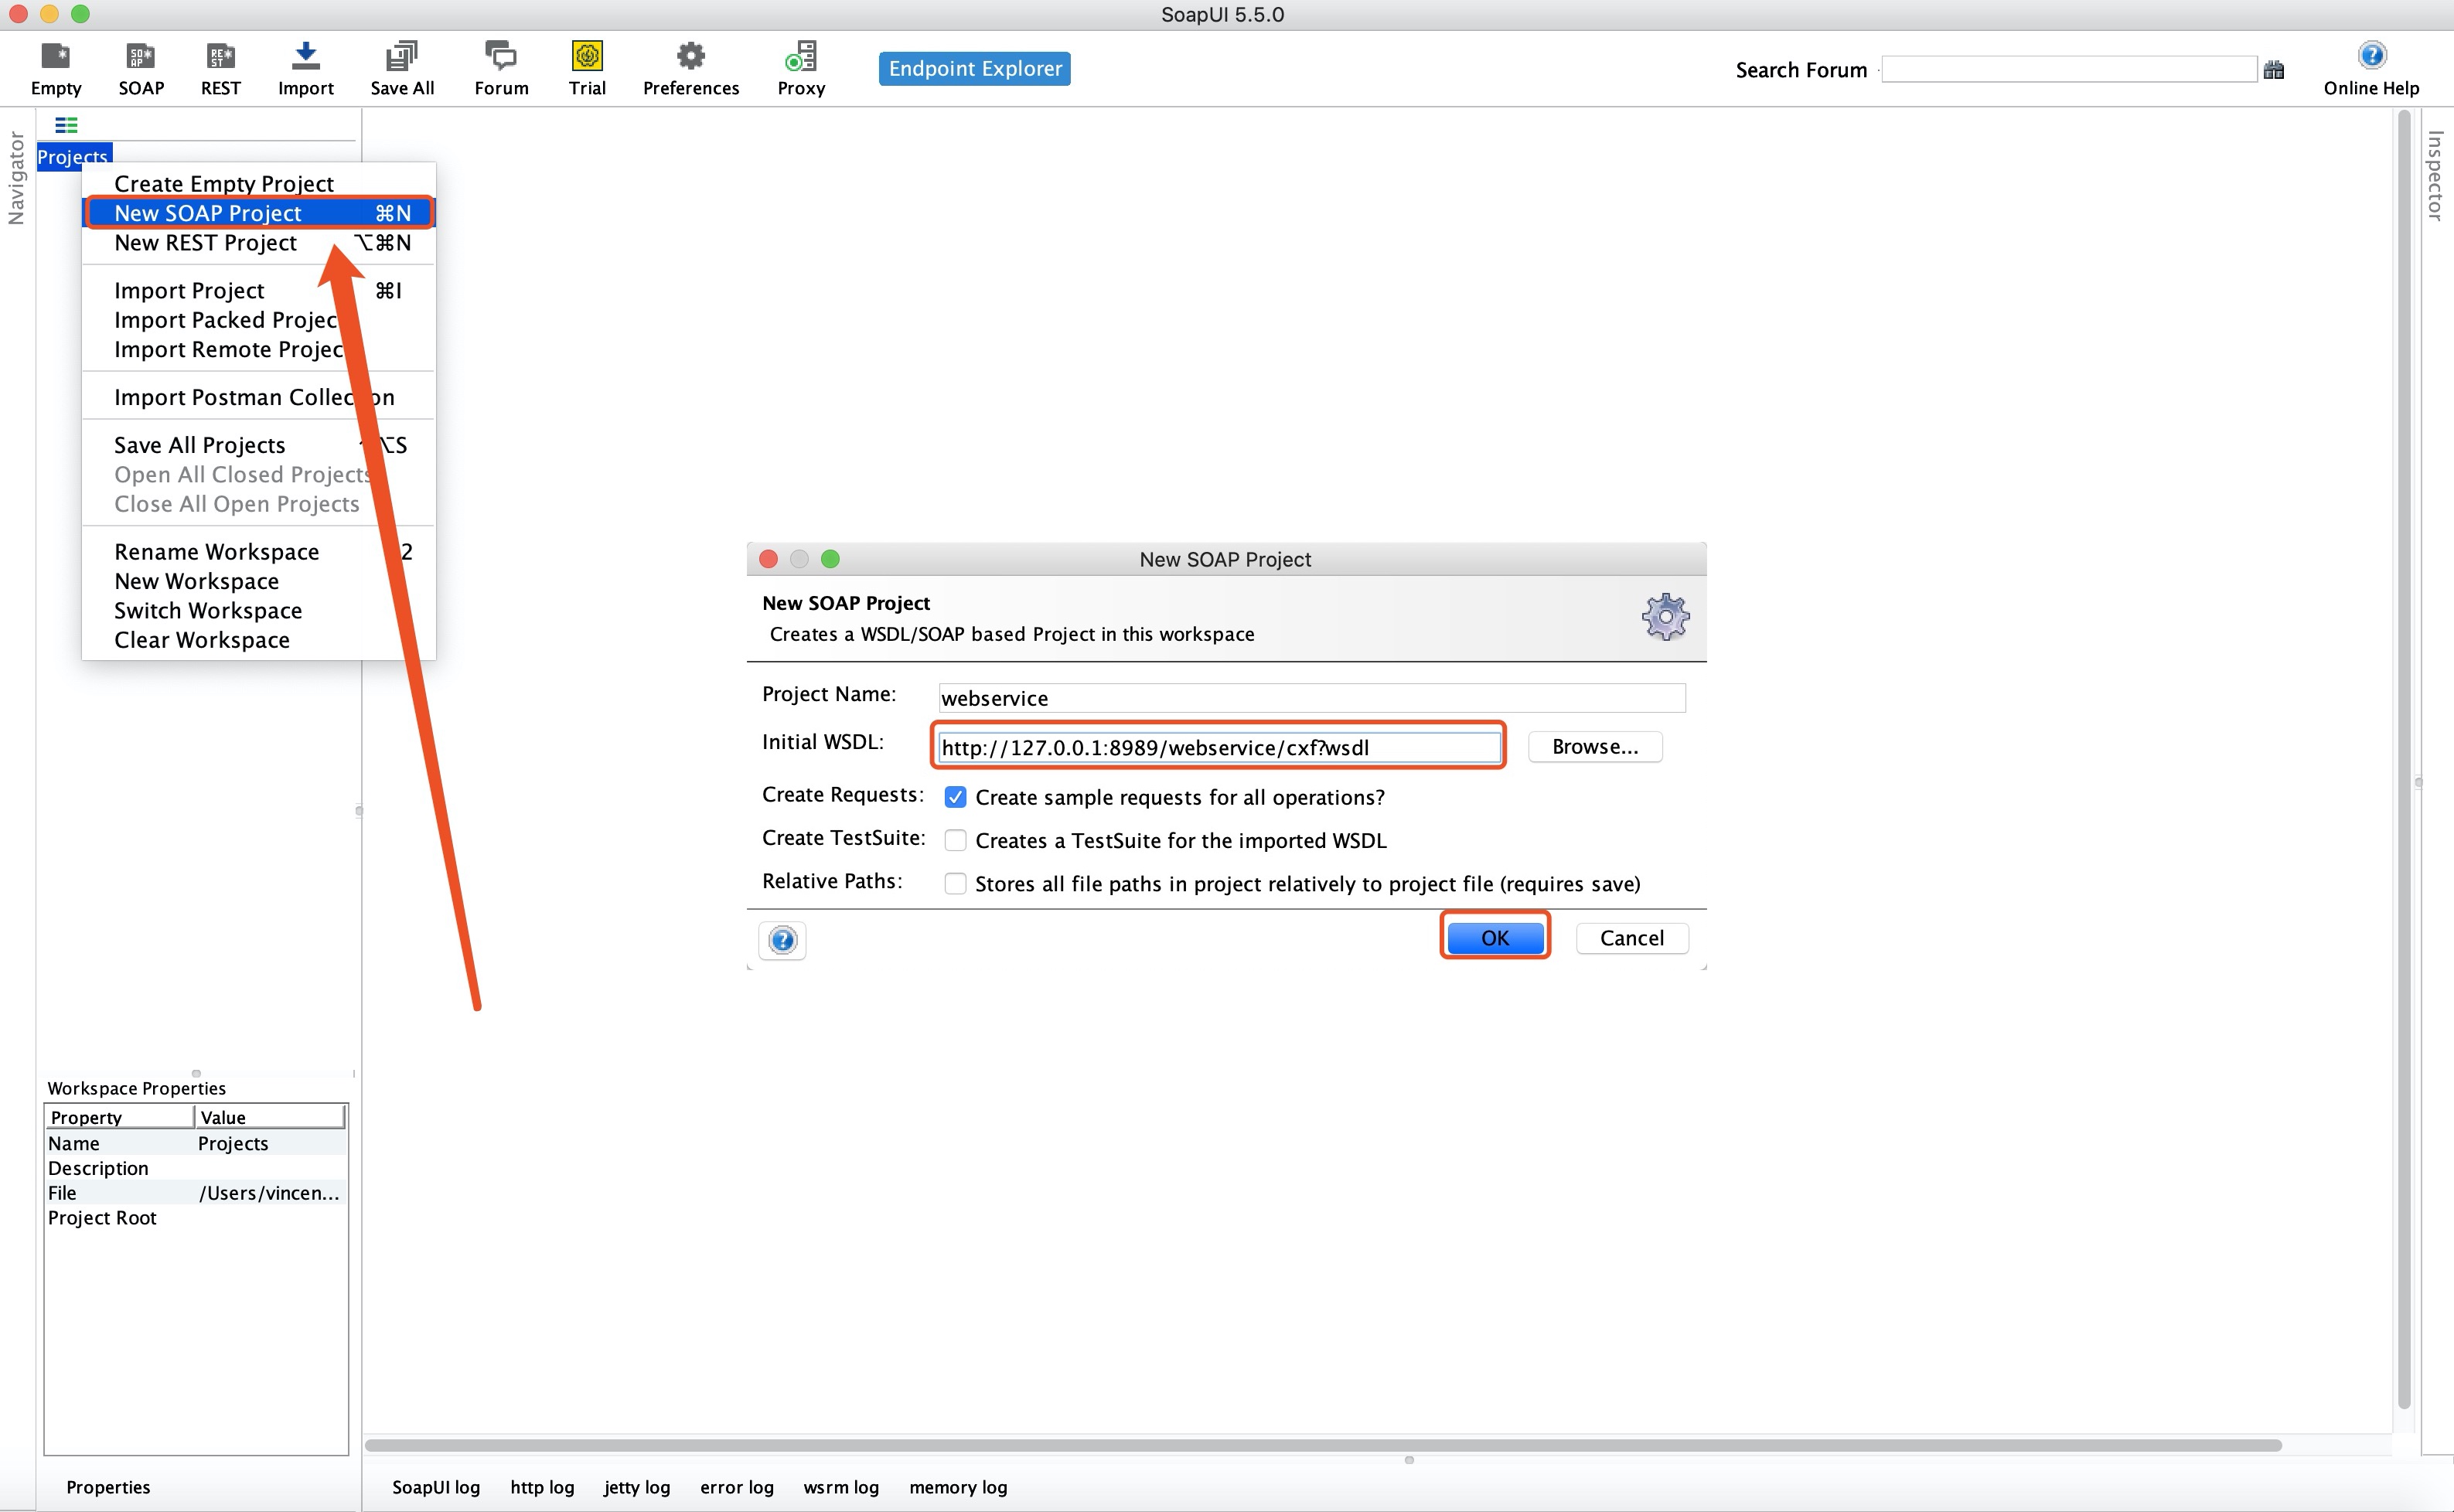 SoapUI 5.5.0
Empty SOAP REST Import Save All Forum Trial Preferences Proxy Endpoint Explorer Search Forum Online Help
Navigator
Inspector
Projects
Create Empty Project
New SOAP Project ⌘N
New REST Project ⌥⌘N
Import Project ⌘I
Import Packed Projec
Import Remote Projec
Import Postman Collec on
Save All Projects ⌥S
Open All Closed Projects
Close All Open Projects
Rename Workspace 2
New Workspace
Switch Workspace
Clear Workspace
New SOAP Project
New SOAP Project
Creates a WSDL/SOAP based Project in this workspace
Project Name: webservice
Initial WSDL: http://127.0.0.1:8989/webservice/cxf?wsdl Browse...
Create Requests: Create sample requests for all operations?
Create TestSuite: Creates a TestSuite for the imported WSDL
Relative Paths: Stores all file paths in project relatively to project file (requires save)
OK Cancel
Workspace Properties
Property Value
Name Projects
Description
File /Users/vincen...
Project Root
Properties
SoapUI log http log jetty log error log wsrm log memory log